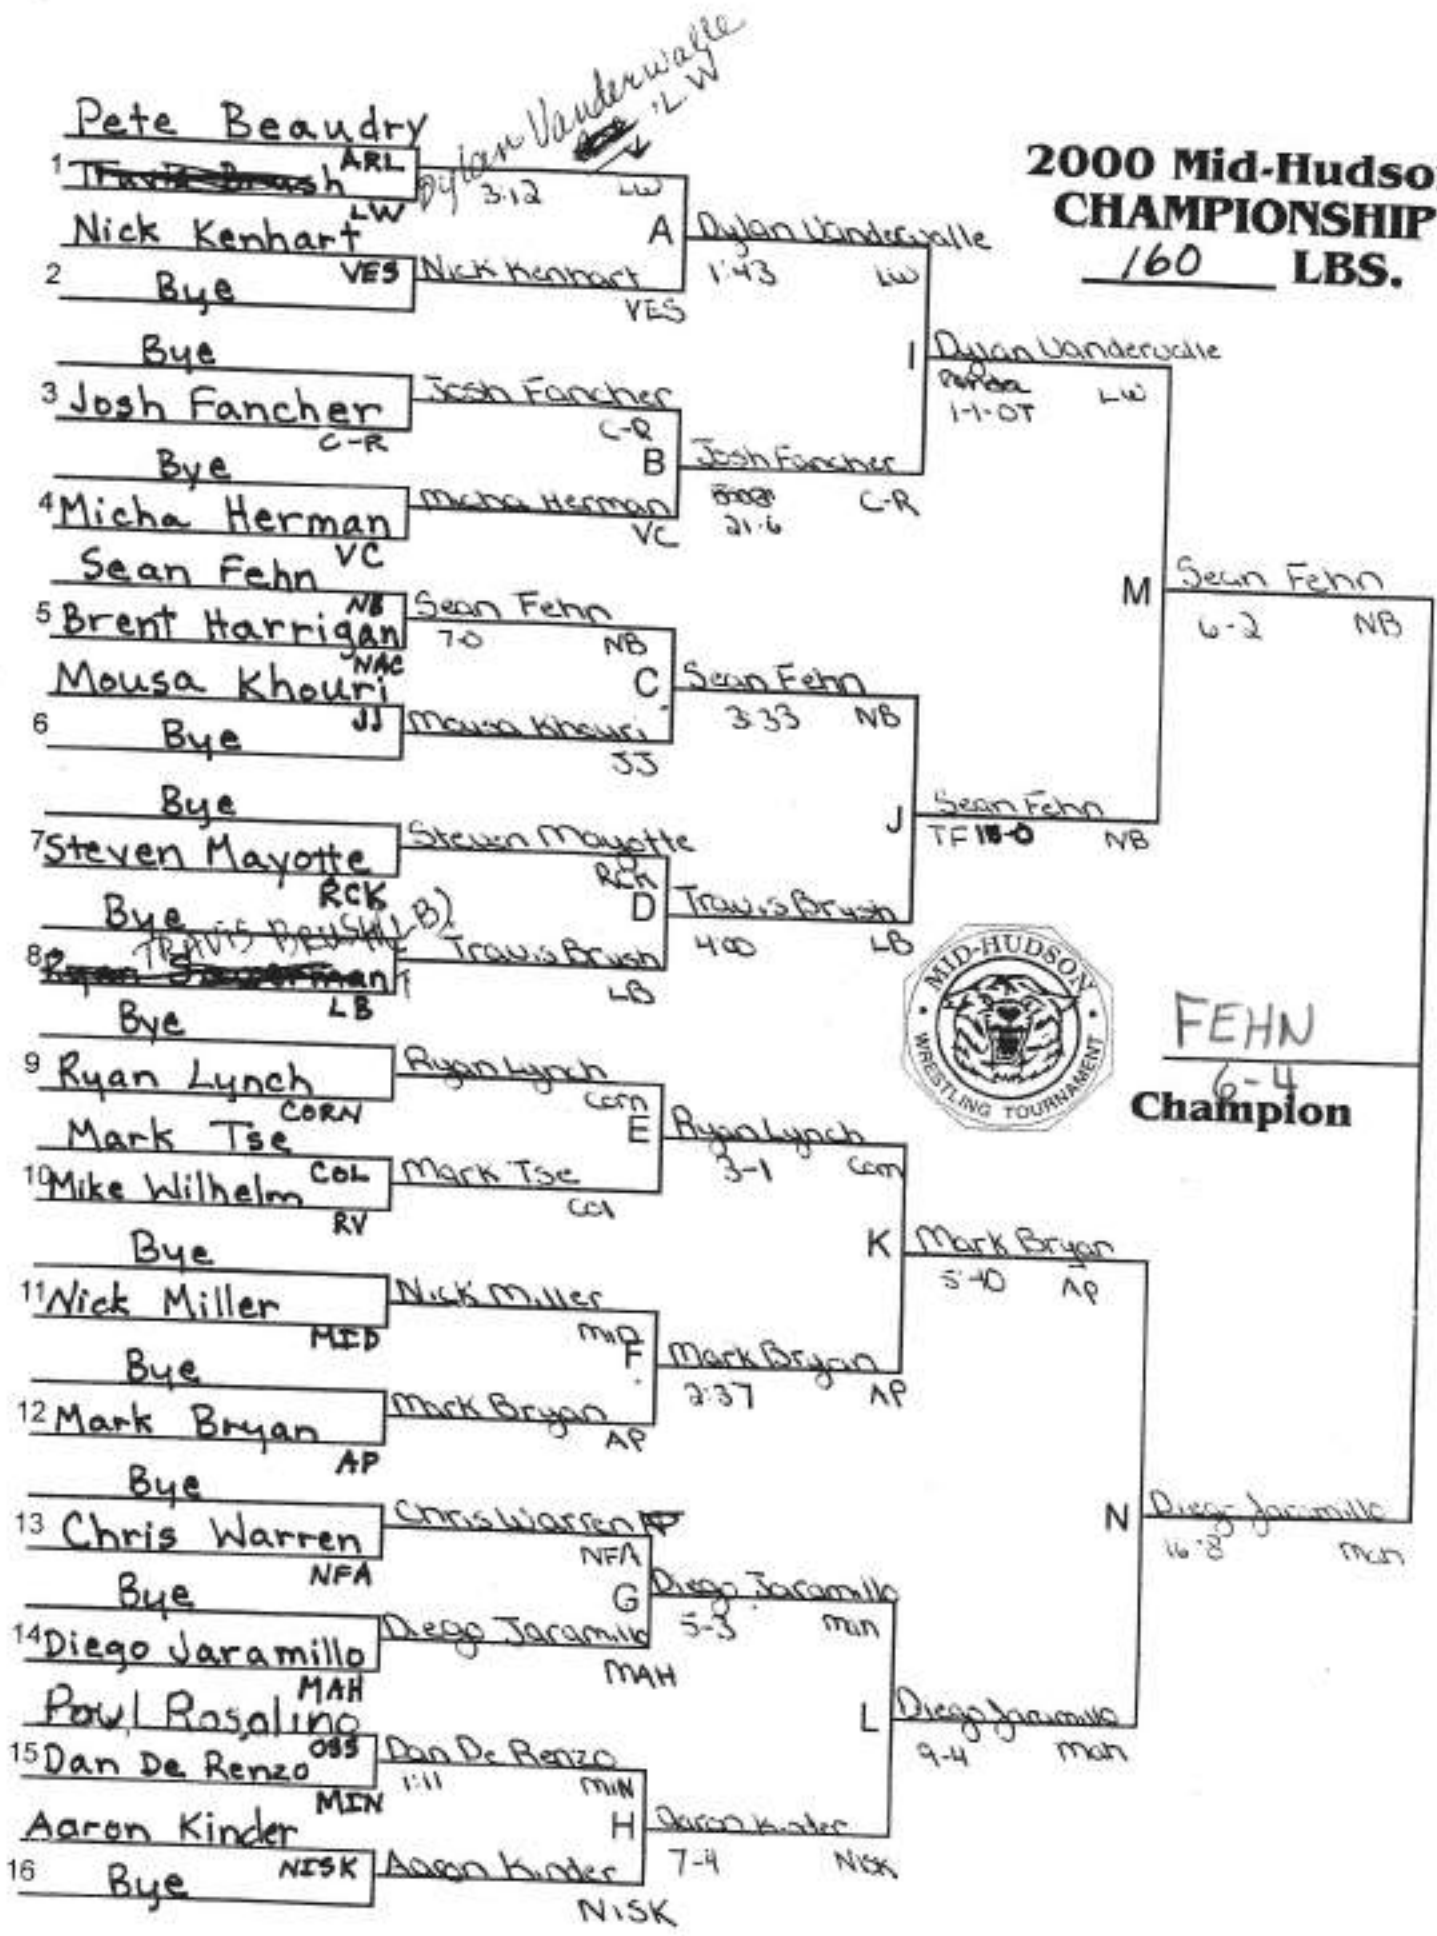 Dylan Vanderwalle
LW
Pete Beaudry
ARL
1 Travis Brush
LW
3:12 LW
2000 Mid-Hudso
CHAMPIONSHIP
160 LBS.
Nick Kenhart
VES
2 Bye
Nick Kenhart
VES
A Dylan Vanderwalle
1:43 LW
Bye
3 Josh Fancher
C-R
Josh Fancher
C-R
Bye
4 Micha Herman
VC
Micha Herman
VC
B Josh Fancher
21-6 C-R
I Dylan Vandervalle
1-1-OT LW
Sean Fehn
NB
5 Brent Harrigan
NAC
Sean Fehn
7-0 NB
Mousa Khouri
JJ
6 Bye
Mousa Khouri
JJ
C Sean Fehn
3:33 NB
Bye
7 Steven Mayotte
RCK
Steven Mayotte
RCK
Bye
TRAVIS BRUSH (LB)
8
LB
Travis Brush
LB
D Travis Brush
4:00 LB
J Sean Fehn
TF 18-0 NB
M Sean Fehn
6-2 NB
MID-HUDSON
WRESTLING TOURNAMENT
FEHN
6-4
Champion
Bye
9 Ryan Lynch
CORN
Ryan Lynch
Corn
Mark Tse
COL
10 Mike Wilhelm
RV
Mark Tse
Col
E Ryan Lynch
3-1 Corn
Bye
11 Nick Miller
MID
Nick Miller
MID
Bye
12 Mark Bryan
AP
Mark Bryan
AP
F Mark Bryan
2:37 AP
K Mark Bryan
5-10 AP
Bye
13 Chris Warren
NFA
Chris Warren
NFA
Bye
14 Diego Jaramillo
MAH
Diego Jaramillo
MAH
G Diego Jaramillo
5-3 min
Powl Rosalino
OSS
15 Dan De Renzo
MIN
Dan De Renzo
1:11 MIN
Aaron Kinder
NISK
16 Bye
Aaron Kinder
NISK
H Aaron Kinder
7-4 NISK
L Diego Jaramillo
9-4 Mah
N Diego Jaramillo
16-8 Mah